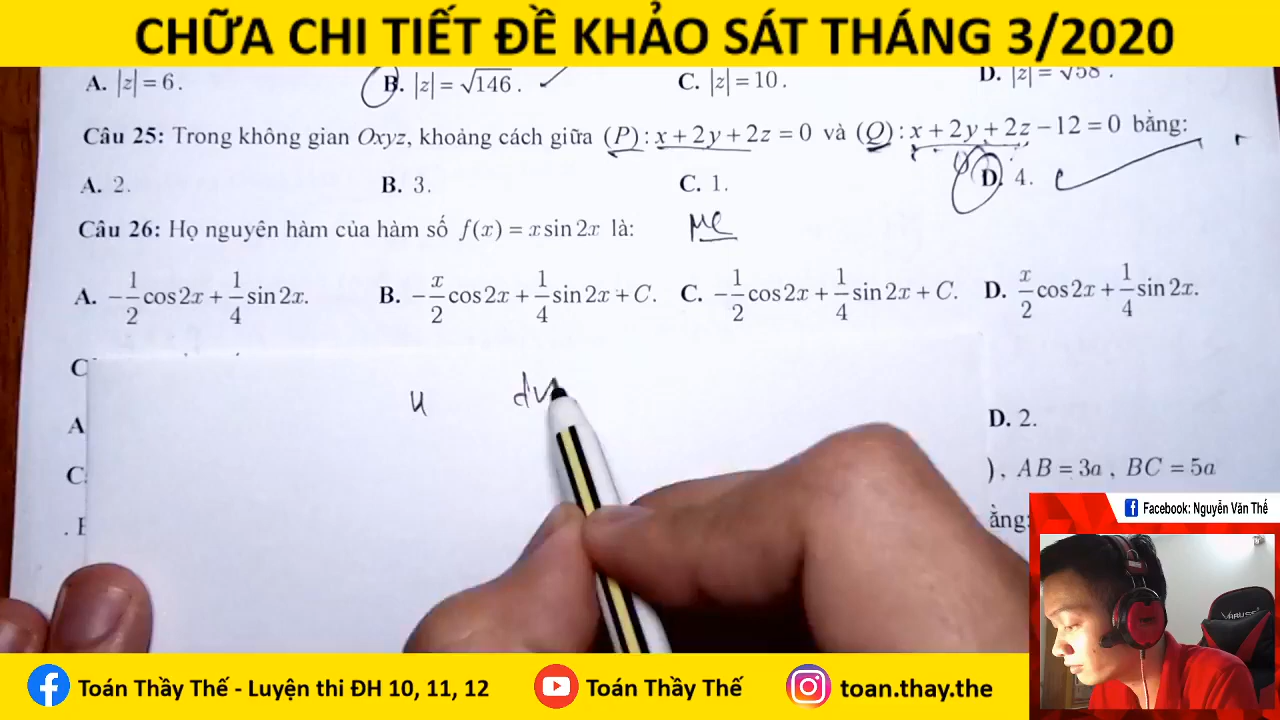 CHỮA CHI TIẾT ĐỀ KHẢO SÁT THÁNG 3/2020
A. |z| = 6. B. |z| = √146. C. |z| = 10. D. |z| = √58.
Câu 25: Trong không gian Oxyz, khoảng cách giữa (P): x + 2y + 2z = 0 và (Q): x + 2y + 2z − 12 = 0 bằng:
A. 2. B. 3. C. 1. D. 4.
Câu 26: Họ nguyên hàm của hàm số f(x) = x sin 2x là:
A. −1/2 cos 2x + 1/4 sin 2x. B. −x/2 cos 2x + 1/4 sin 2x + C. C. −1/2 cos 2x + 1/4 sin 2x + C. D. x/2 cos 2x + 1/4 sin 2x.
u dv
A D. 2.
C ), AB = 3a, BC = 5a
ằng:
Facebook: Nguyễn Văn Thế
Toán Thầy Thế - Luyện thi ĐH 10, 11, 12 Toán Thầy Thế toan.thay.the